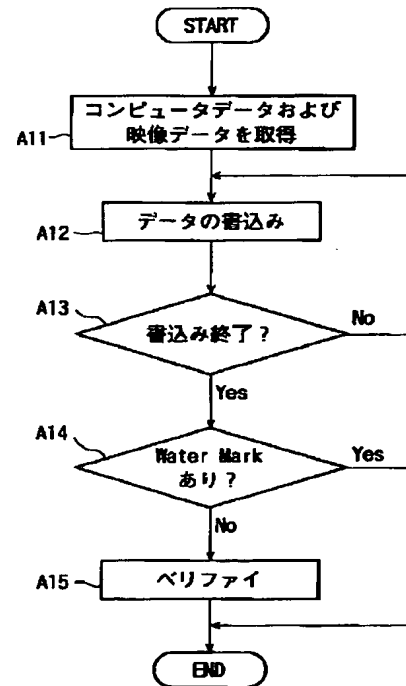 START
コンピュータデータおよび
映像データを取得
A11
データの書込み
A12
A13
書込み終了？
No
Yes
A14
Water Mark
あり？
Yes
No
A15
ベリファイ
END